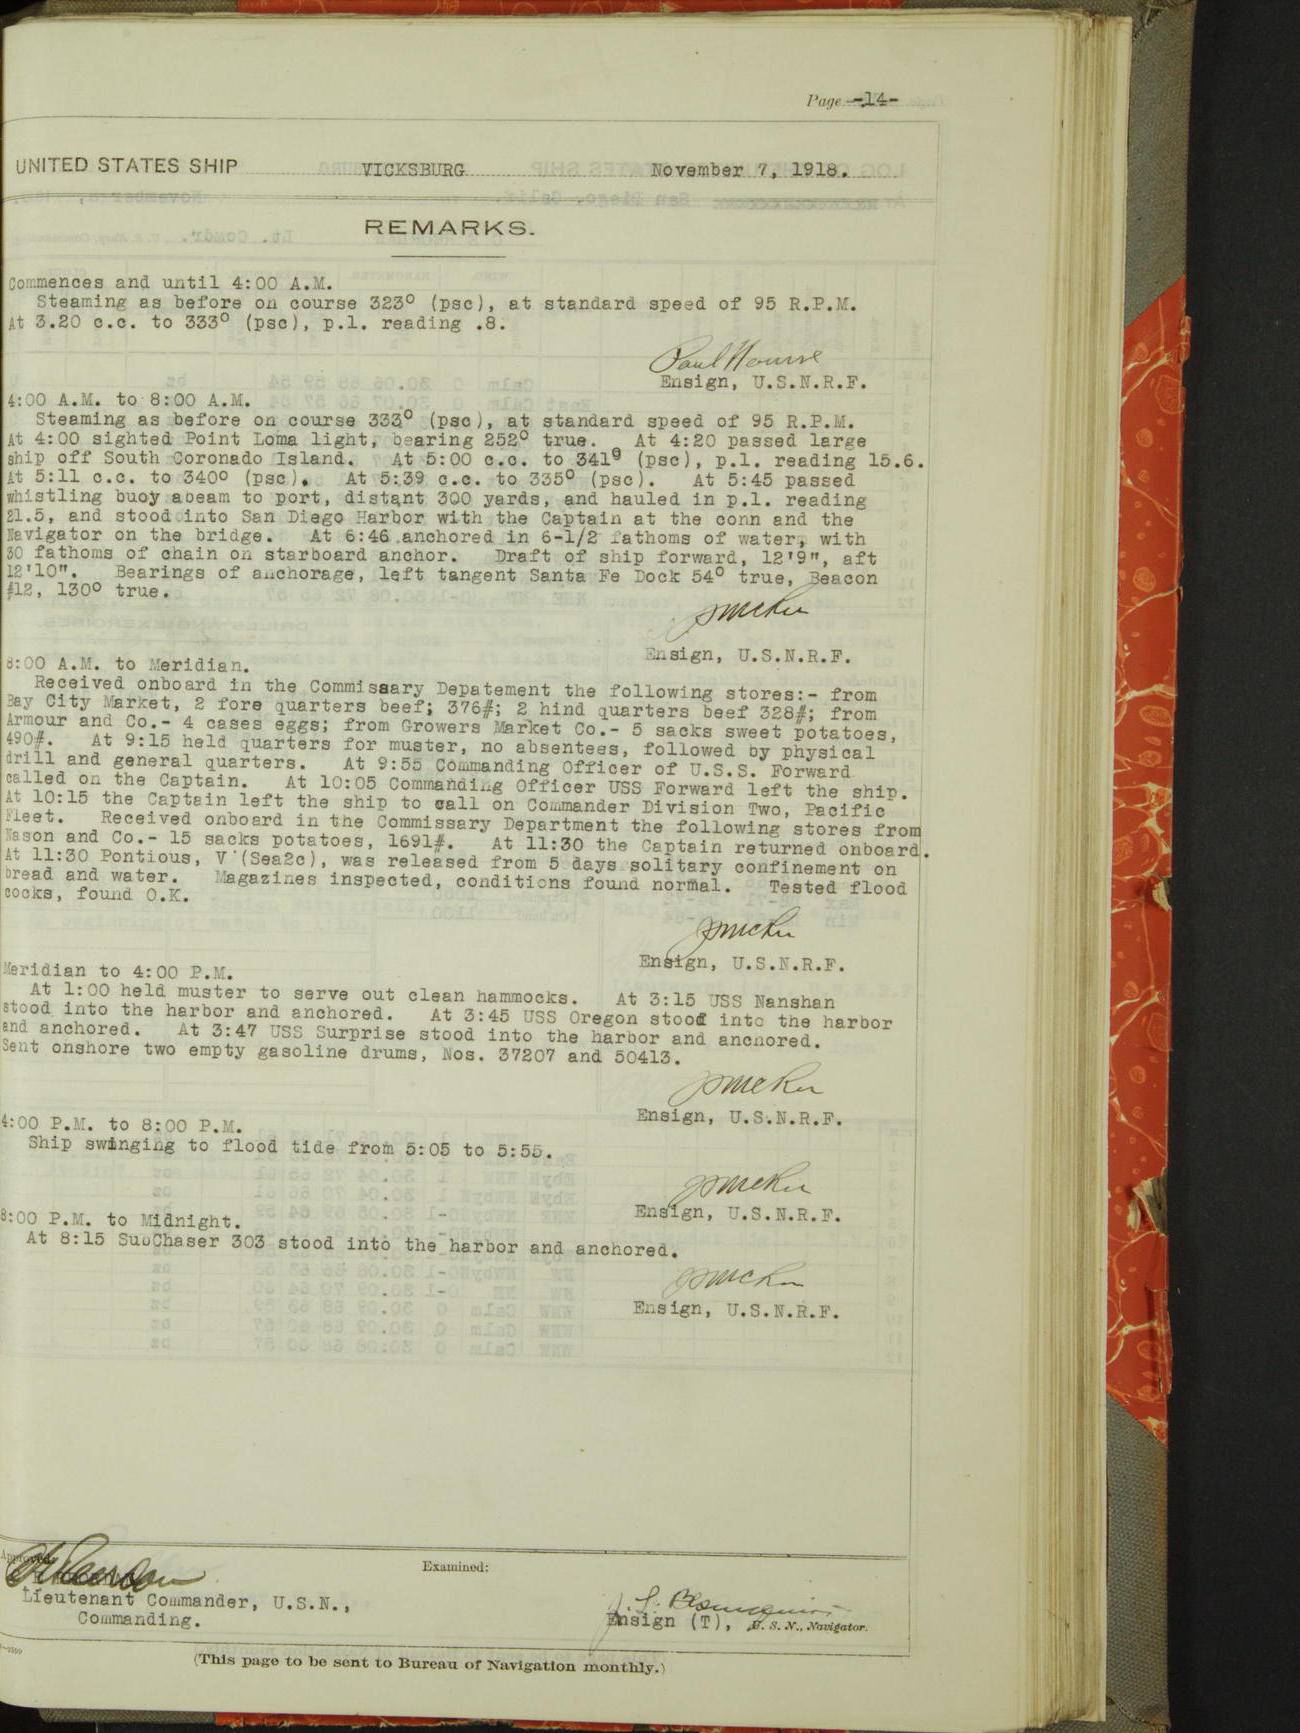 Page -14-
UNITED STATES SHIP VICKSBURG November 7, 1918.
REMARKS.
Commences and until 4:00 A.M.
Steaming as before on course 323° (psc), at standard speed of 95 R.P.M.
At 3.20 c.c. to 333° (psc), p.l. reading .8.
Paul Nourse
Ensign, U.S.N.R.F.
4:00 A.M. to 8:00 A.M.
Steaming as before on course 333° (psc), at standard speed of 95 R.P.M.
At 4:00 sighted Point Loma light, bearing 252° true. At 4:20 passed large
ship off South Coronado Island. At 5:00 c.c. to 341° (psc), p.l. reading 15.6.
At 5:11 c.c. to 340° (psc). At 5:39 c.c. to 335° (psc). At 5:45 passed
whistling buoy abeam to port, distant 300 yards, and hauled in p.l. reading
21.5, and stood into San Diego Harbor with the Captain at the conn and the
Navigator on the bridge. At 6:46 anchored in 6-1/2 fathoms of water, with
30 fathoms of chain on starboard anchor. Draft of ship forward, 12'9", aft
12'10". Bearings of anchorage, left tangent Santa Fe Dock 54° true, Beacon
#12, 130° true.
Ensign, U.S.N.R.F.
8:00 A.M. to Meridian.
Received onboard in the Commissary Depatement the following stores:- from
Bay City Market, 2 fore quarters beef; 376#; 2 hind quarters beef 328#; from
Armour and Co.- 4 cases eggs; from Growers Market Co.- 5 sacks sweet potatoes,
490#. At 9:15 held quarters for muster, no absentees, followed by physical
drill and general quarters. At 9:55 Commanding Officer of U.S.S. Forward
called on the Captain. At 10:05 Commanding Officer USS Forward left the ship.
At 10:15 the Captain left the ship to call on Commander Division Two, Pacific
Fleet. Received onboard in the Commissary Department the following stores from
Nason and Co.- 15 sacks potatoes, 1691#. At 11:30 the Captain returned onboard.
At 11:30 Pontious, V (Sea2c), was released from 5 days solitary confinement on
bread and water. Magazines inspected, conditions found normal. Tested flood
cocks, found O.K.
Ensign, U.S.N.R.F.
Meridian to 4:00 P.M.
At 1:00 held muster to serve out clean hammocks. At 3:15 USS Nanshan
stood into the harbor and anchored. At 3:45 USS Oregon stood into the harbor
and anchored. At 3:47 USS Surprise stood into the harbor and anchored.
Sent onshore two empty gasoline drums, Nos. 37207 and 50413.
Ensign, U.S.N.R.F.
4:00 P.M. to 8:00 P.M.
Ship swinging to flood tide from 5:05 to 5:55.
Ensign, U.S.N.R.F.
8:00 P.M. to Midnight.
At 8:15 SubChaser 303 stood into the harbor and anchored.
Ensign, U.S.N.R.F.
Approved:
Examined:
Lieutenant Commander, U.S.N.,
Commanding.
Ensign (T), U. S. N., Navigator.
(This page to be sent to Bureau of Navigation monthly.)